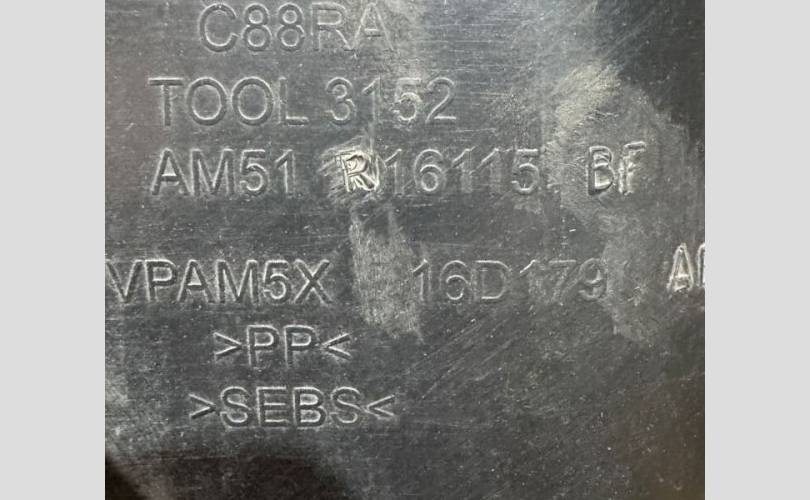 C88RA
TOOL 3152
AM51 R16115 BF
VPAM5X 16D179
>PP<
>SEBS<